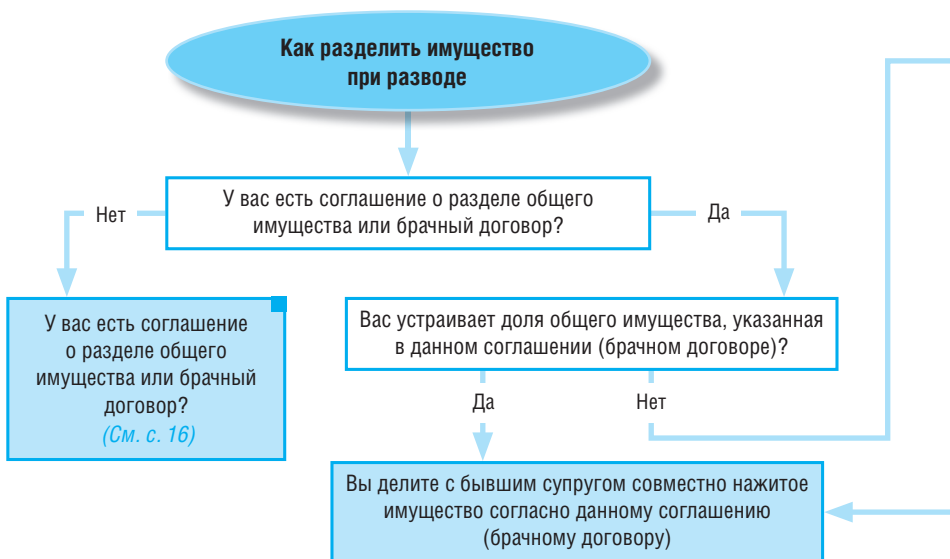 Как разделить имущество
при разводе
У вас есть соглашение о разделе общего
имущества или брачный договор?
Нет
Да
У вас есть соглашение
о разделе общего
имущества или брачный
договор?
(См. с. 16)
Вас устраивает доля общего имущества, указанная
в данном соглашении (брачном договоре)?
Да
Нет
Вы делите с бывшим супругом совместно нажитое
имущество согласно данному соглашению
(брачному договору)